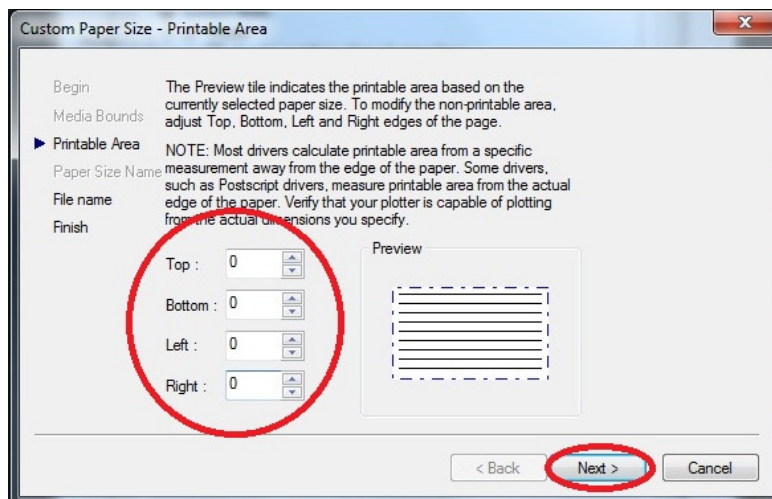 Custom Paper Size - Printable Area
Begin
Media Bounds
Printable Area
Paper Size Name
File name
Finish
The Preview tile indicates the printable area based on the
currently selected paper size. To modify the non-printable area,
adjust Top, Bottom, Left and Right edges of the page.
NOTE: Most drivers calculate printable area from a specific
measurement away from the edge of the paper. Some drivers,
such as Postscript drivers, measure printable area from the actual
edge of the paper. Verify that your plotter is capable of plotting
from the actual dimensions you specify.
Top : 0
Bottom : 0
Left : 0
Right : 0
Preview
< Back
Next >
Cancel